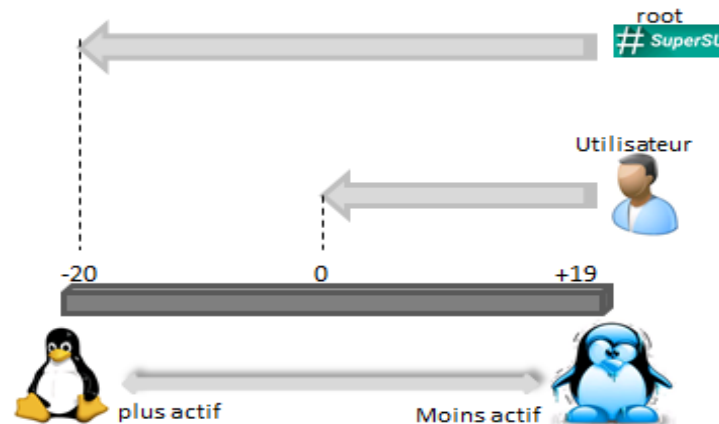 root
# SuperSU
Utilisateur
-20 0 +19
plus actif Moins actif